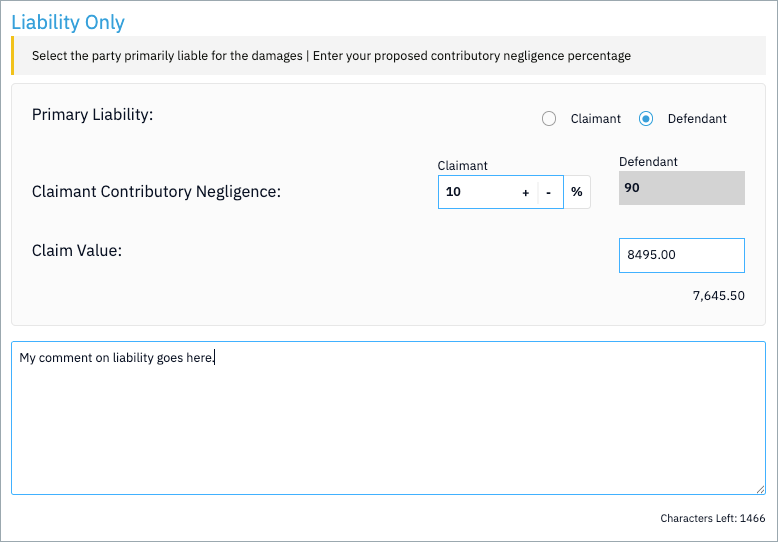 Liability Only
Select the party primarily liable for the damages | Enter your proposed contributory negligence percentage
Primary Liability:
Claimant
Defendant
Claimant
Defendant
Claimant Contributory Negligence:
10 + - %
90
Claim Value:
8495.00
7,645.50
My comment on liability goes here.
Characters Left: 1466